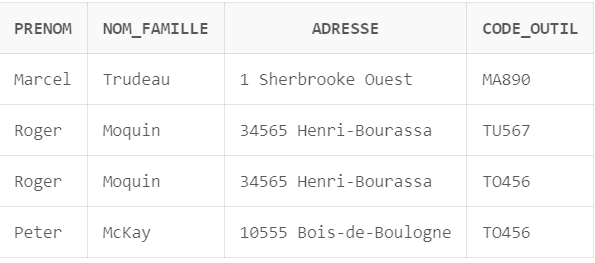 PRENOM NOM_FAMILLE ADRESSE CODE_OUTIL
Marcel Trudeau 1 Sherbrooke Ouest MA890
Roger Moquin 34565 Henri-Bourassa TU567
Roger Moquin 34565 Henri-Bourassa TO456
Peter McKay 10555 Bois-de-Boulogne TO456